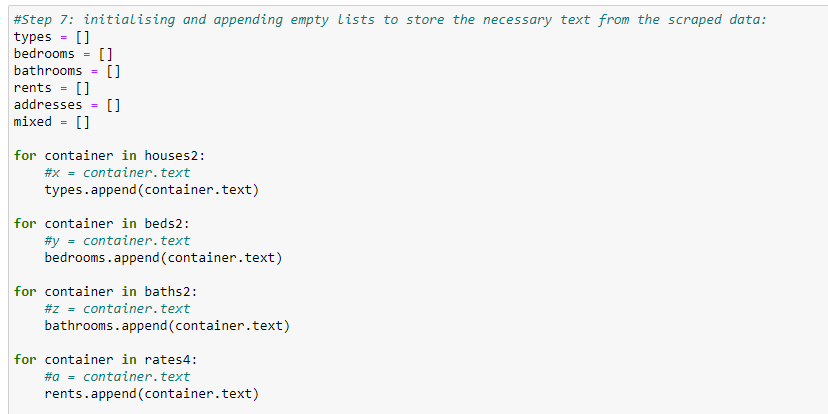 #Step 7: initialising and appending empty lists to store the necessary text from the scraped data:
types = []
bedrooms = []
bathrooms = []
rents = []
addresses = []
mixed = []
for container in houses2:
    #x = container.text
    types.append(container.text)
for container in beds2:
    #y = container.text
    bedrooms.append(container.text)
for container in baths2:
    #z = container.text
    bathrooms.append(container.text)
for container in rates4:
    #a = container.text
    rents.append(container.text)